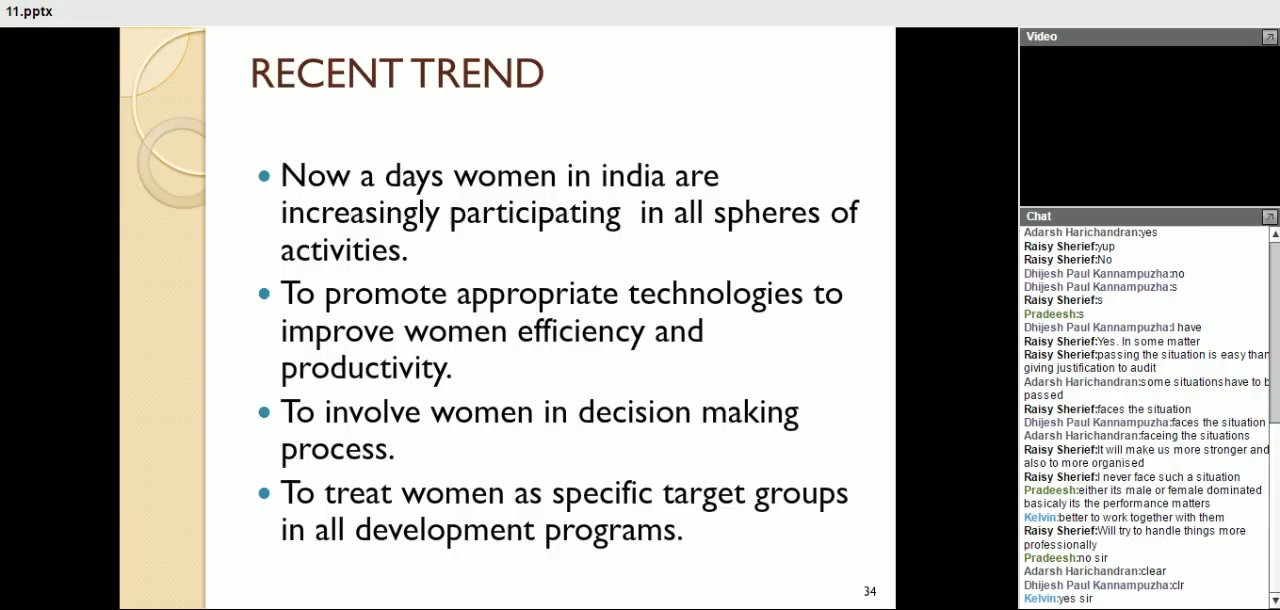 11.pptx
RECENT TREND
• Now a days women in india are
increasingly participating in all spheres of
activities.
• To promote appropriate technologies to
improve women efficiency and
productivity.
• To involve women in decision making
process.
• To treat women as specific target groups
in all development programs.
34
Video
Chat
Adarsh Harichandran:yes
Raisy Sherief:yup
Raisy Sherief:No
Dhijesh Paul Kannampuzha:no
Dhijesh Paul Kannampuzha:s
Raisy Sherief:s
Pradeesh:s
Dhijesh Paul Kannampuzha:I have
Raisy Sherief:Yes. In some matter
Raisy Sherief:passing the situation is easy than
giving justification to audit
Adarsh Harichandran:some situationshave to b
passed
Raisy Sherief:faces the situation
Dhijesh Paul Kannampuzha:faces the situation
Adarsh Harichandran:faceing the situations
Raisy Sherief:It will make us more stronger and
also to more organised
Raisy Sherief:I never face such a situation
Pradeesh:either its male or female dominated
basicaly its the performance matters
Kelvin:better to work together with them
Raisy Sherief:Will try to handle things more
professionally
Pradeesh:no sir
Adarsh Harichandran:clear
Dhijesh Paul Kannampuzha:clr
Kelvin:yes sir